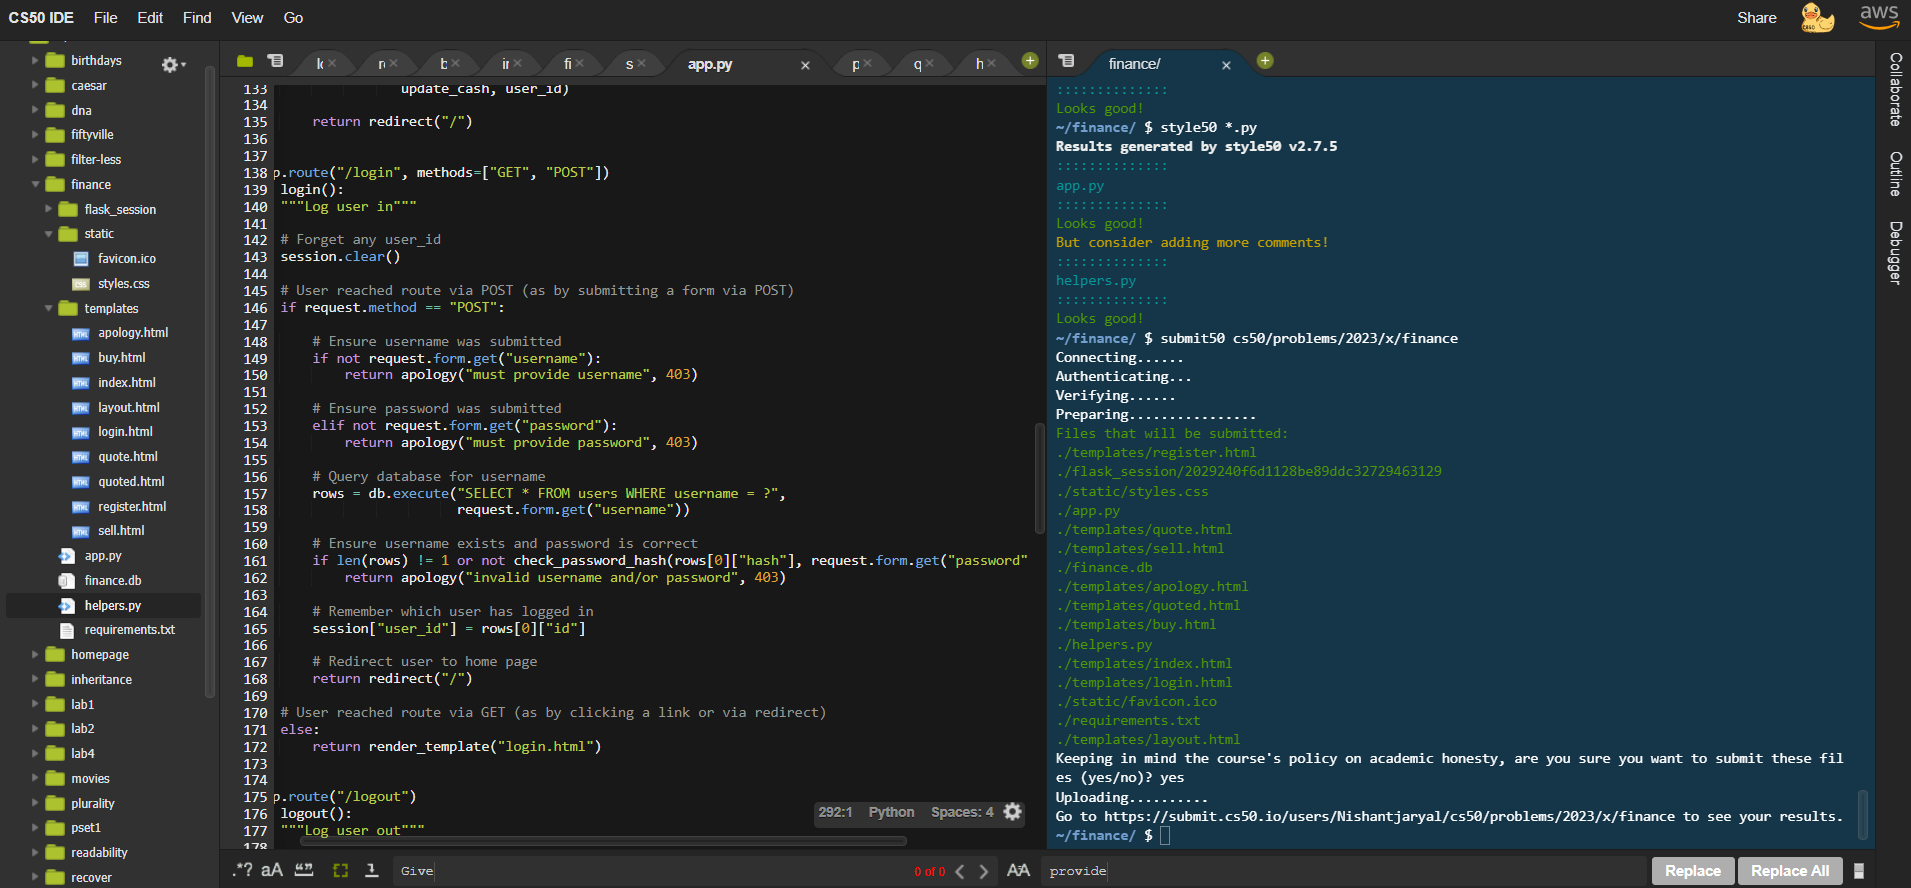 CS50 IDE File Edit Find View Go Share aws
birthdays
caesar
dna
fiftyville
filter-less
finance
flask_session
static
favicon.ico
styles.css
templates
apology.html
buy.html
index.html
layout.html
login.html
quote.html
quoted.html
register.html
sell.html
app.py
finance.db
helpers.py
requirements.txt
homepage
inheritance
lab1
lab2
lab4
movies
plurality
pset1
readability
recover
app.py
133 update_cash, user_id)
134
135 return redirect("/")
136
137
138 p.route("/login", methods=["GET", "POST"])
139 login():
140 """Log user in"""
141
142 # Forget any user_id
143 session.clear()
144
145 # User reached route via POST (as by submitting a form via POST)
146 if request.method == "POST":
147
148 # Ensure username was submitted
149 if not request.form.get("username"):
150 return apology("must provide username", 403)
151
152 # Ensure password was submitted
153 elif not request.form.get("password"):
154 return apology("must provide password", 403)
155
156 # Query database for username
157 rows = db.execute("SELECT * FROM users WHERE username = ?",
158 request.form.get("username"))
159
160 # Ensure username exists and password is correct
161 if len(rows) != 1 or not check_password_hash(rows[0]["hash"], request.form.get("password"
162 return apology("invalid username and/or password", 403)
163
164 # Remember which user has logged in
165 session["user_id"] = rows[0]["id"]
166
167 # Redirect user to home page
168 return redirect("/")
169
170 # User reached route via GET (as by clicking a link or via redirect)
171 else:
172 return render_template("login.html")
173
174
175 p.route("/logout")
176 logout():
177 """Log user out"""
178
292:1 Python Spaces: 4
finance/
::::::::::::::
Looks good!
~/finance/ $ style50 *.py
Results generated by style50 v2.7.5
::::::::::::::
app.py
::::::::::::::
Looks good!
But consider adding more comments!
::::::::::::::
helpers.py
::::::::::::::
Looks good!
~/finance/ $ submit50 cs50/problems/2023/x/finance
Connecting......
Authenticating...
Verifying......
Preparing................
Files that will be submitted:
./templates/register.html
./flask_session/2029240f6d1128be89ddc32729463129
./static/styles.css
./app.py
./templates/quote.html
./templates/sell.html
./finance.db
./templates/apology.html
./templates/quoted.html
./templates/buy.html
./helpers.py
./templates/index.html
./templates/login.html
./static/favicon.ico
./requirements.txt
./templates/layout.html
Keeping in mind the course's policy on academic honesty, are you sure you want to submit these fil
es (yes/no)? yes
Uploading..........
Go to https://submit.cs50.io/users/Nishantjaryal/cs50/problems/2023/x/finance to see your results.
~/finance/ $
Collaborate
Outline
Debugger
.*? aA Give 0 of 0 provide Replace Replace All